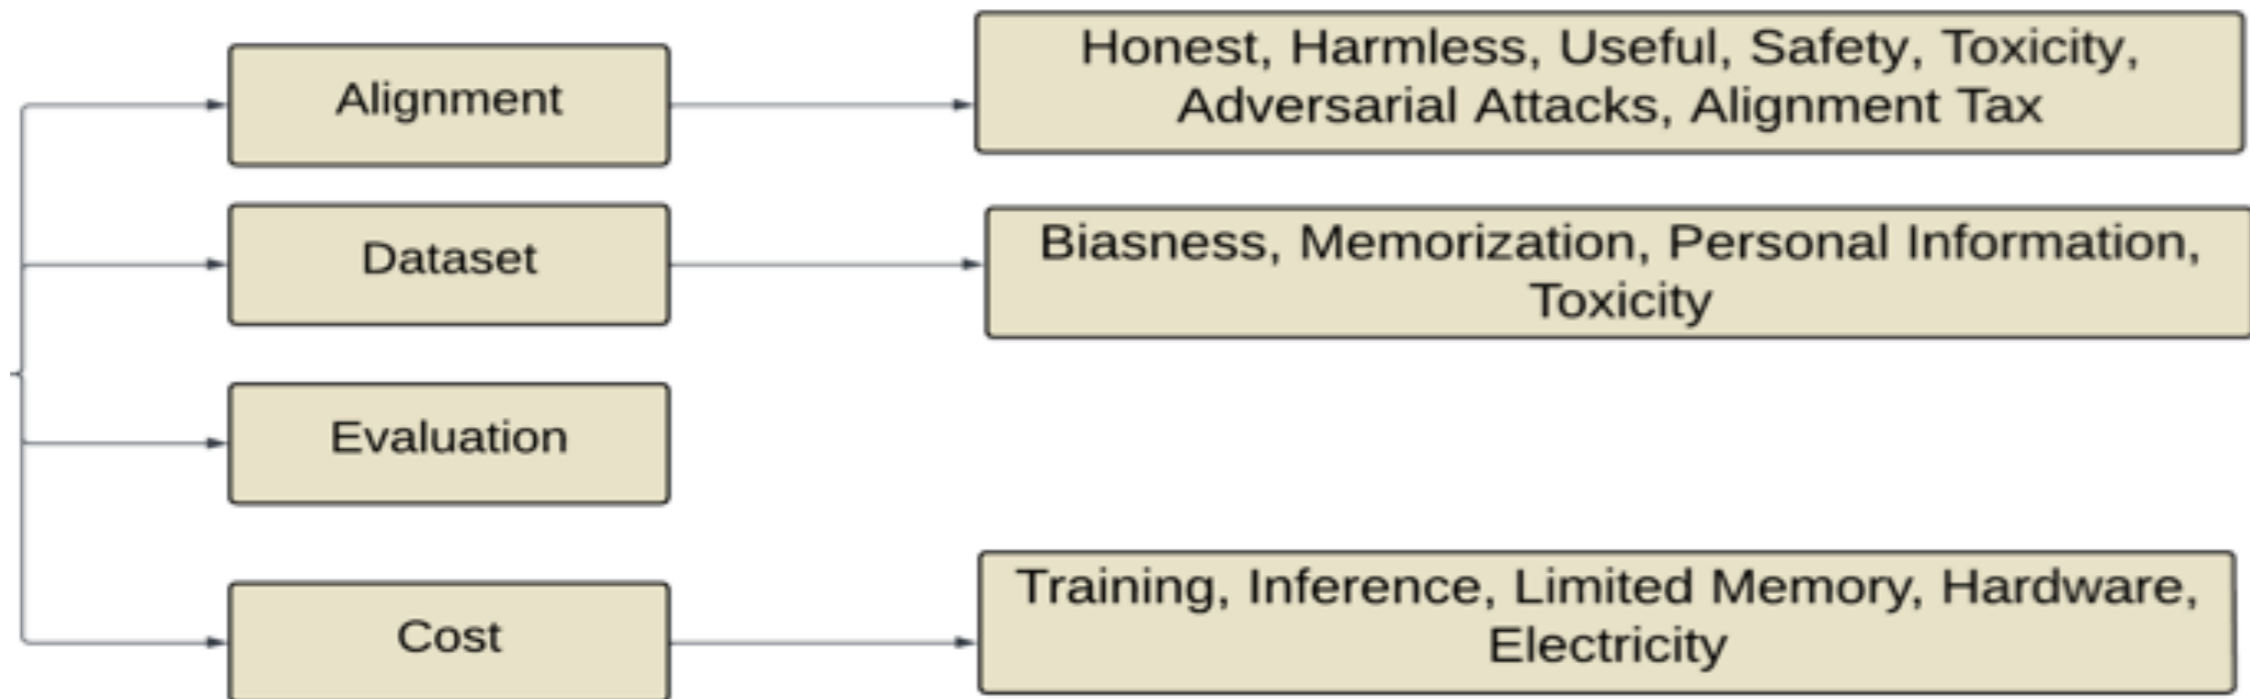 Alignment
Honest, Harmless, Useful, Safety, Toxicity,
Adversarial Attacks, Alignment Tax
Dataset
Biasness, Memorization, Personal Information,
Toxicity
Evaluation
Cost
Training, Inference, Limited Memory, Hardware,
Electricity